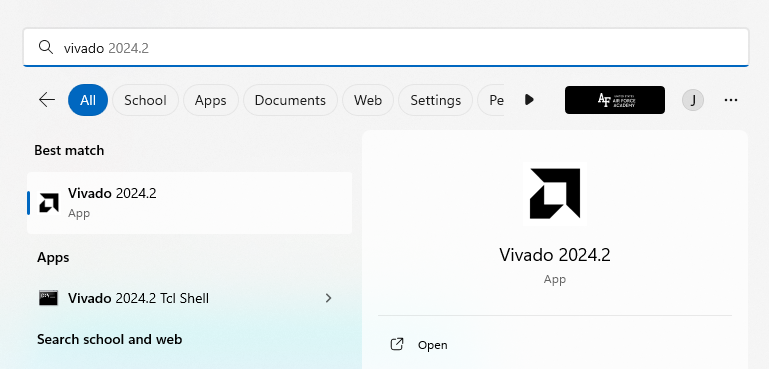 vivado 2024.2
All School Apps Documents Web Settings Pe
AF UNITED STATES AIR FORCE ACADEMY J ...
Best match
Vivado 2024.2
App
Apps
Vivado 2024.2 Tcl Shell
Search school and web
Vivado 2024.2
App
Open